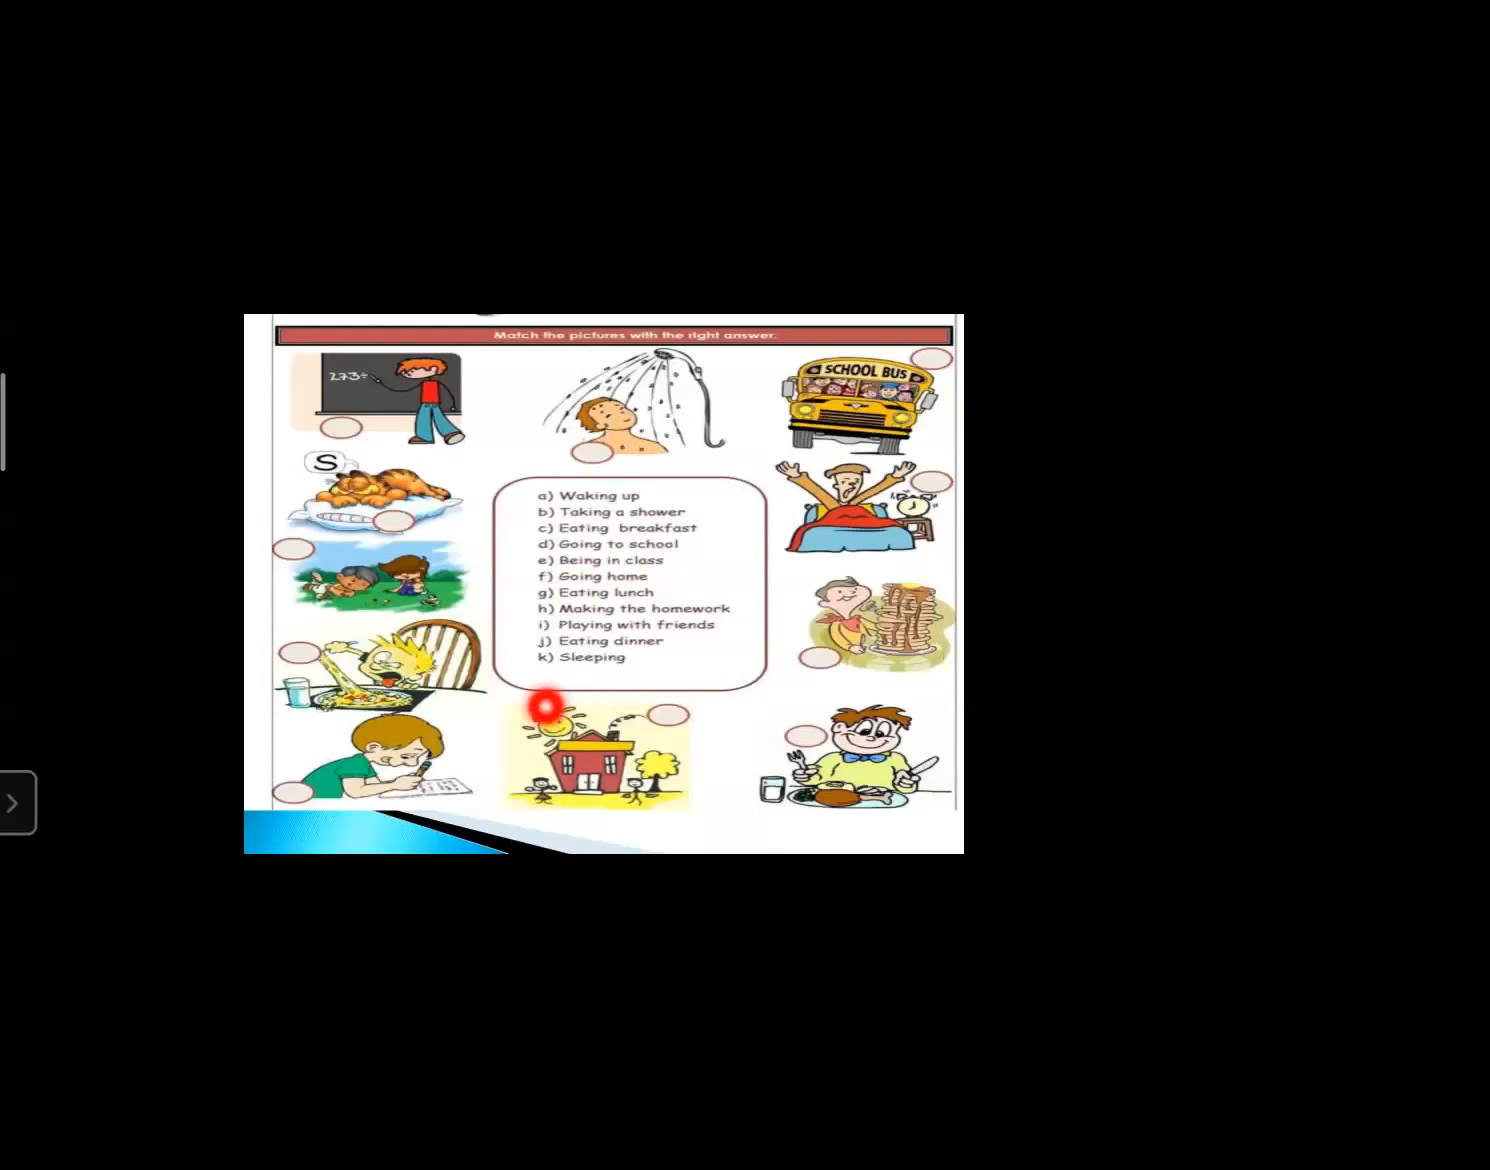 Match the pictures with the right answer.
273÷
SCHOOL BUS
S
a) Waking up
b) Taking a shower
c) Eating breakfast
d) Going to school
e) Being in class
f) Going home
g) Eating lunch
h) Making the homework
i) Playing with friends
j) Eating dinner
k) Sleeping